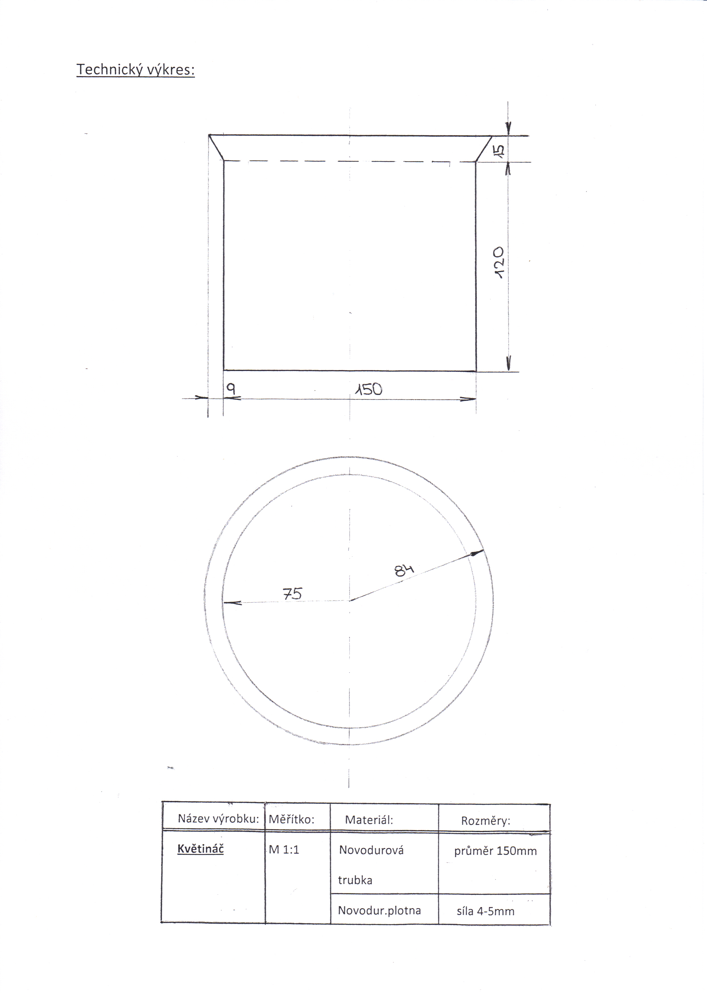 Technický výkres:
15
120
9
150
84
75
Název výrobku: Měřítko: Materiál: Rozměry:
Květináč M 1:1 Novodurová průměr 150mm
trubka
Novodur.plotna síla 4-5mm